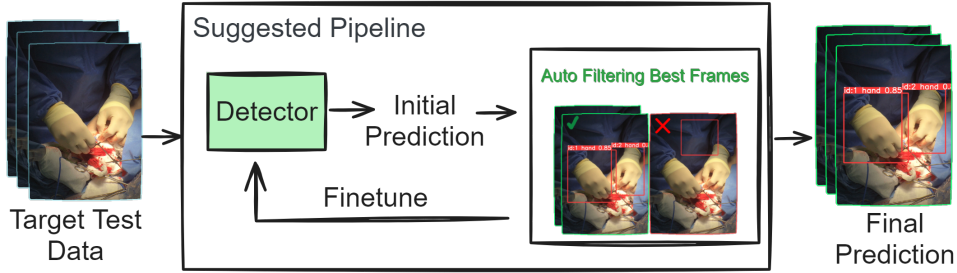 Suggested Pipeline
Auto Filtering Best Frames
Detector
Initial
Prediction
id:1 hand 0.85
id:2 hand 0.
id:1 hand 0.85
id:2 hand 0.
Finetune
Target Test
Data
Final
Prediction